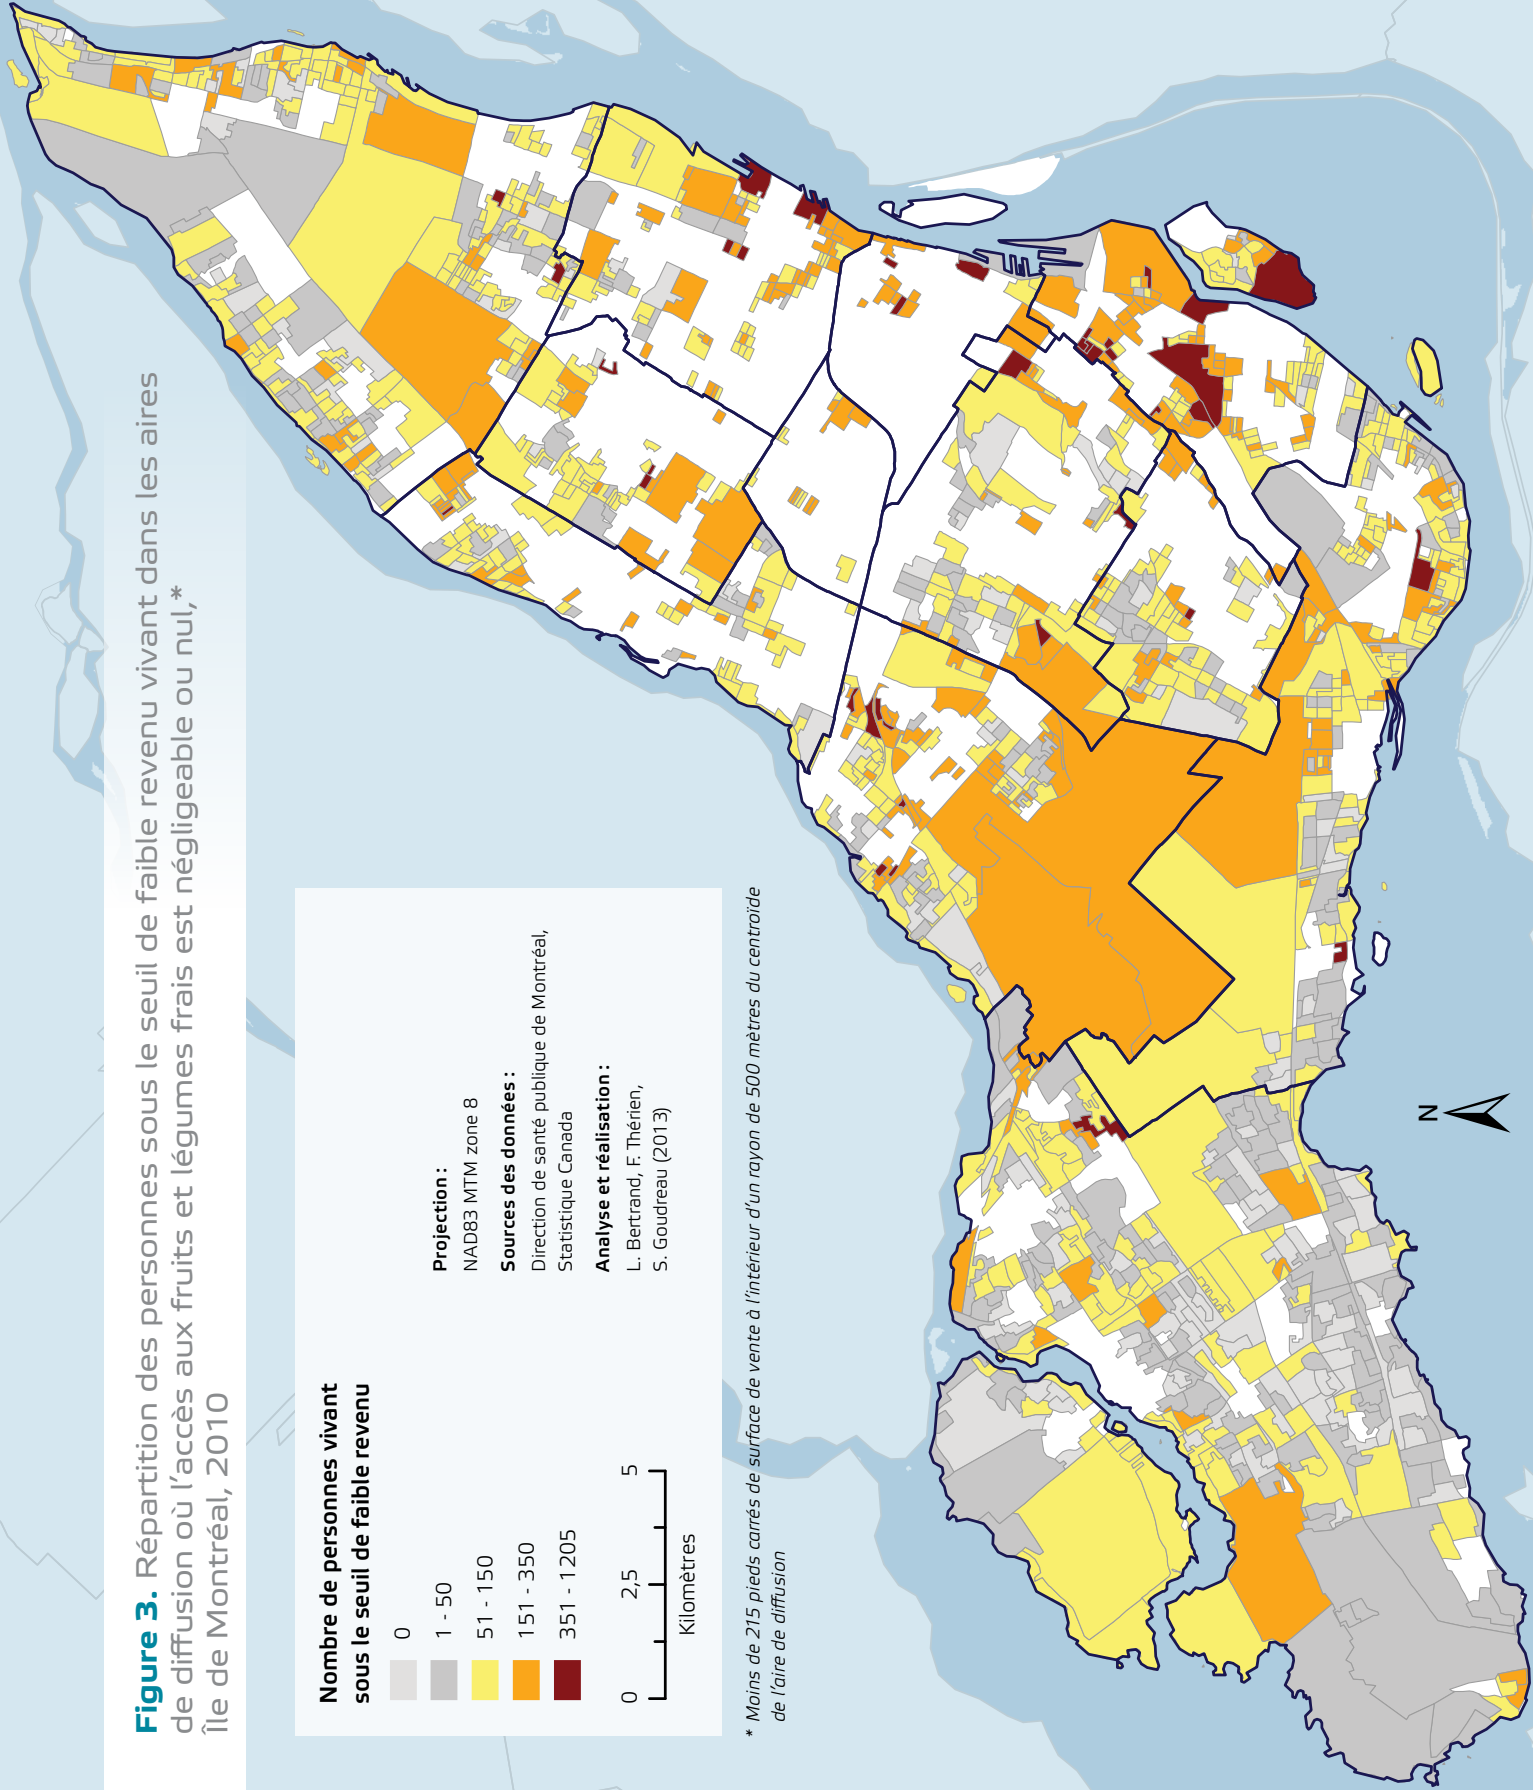 Figure 3. Répartition des personnes sous le seuil de faible revenu vivant dans les aires
de diffusion où l'accès aux fruits et légumes frais est négligeable ou nul,*
Île de Montréal, 2010
Nombre de personnes vivant
sous le seuil de faible revenu
0
1 - 50
51 - 150
151 - 350
351 - 1205
0 2,5 5
Kilomètres
Projection :
NAD83 MTM zone 8
Sources des données :
Direction de santé publique de Montréal,
Statistique Canada
Analyse et réalisation :
L. Bertrand, F. Thérien,
S. Goudreau (2013)
* Moins de 215 pieds carrés de surface de vente à l'intérieur d'un rayon de 500 mètres du centroïde
de l'aire de diffusion
N